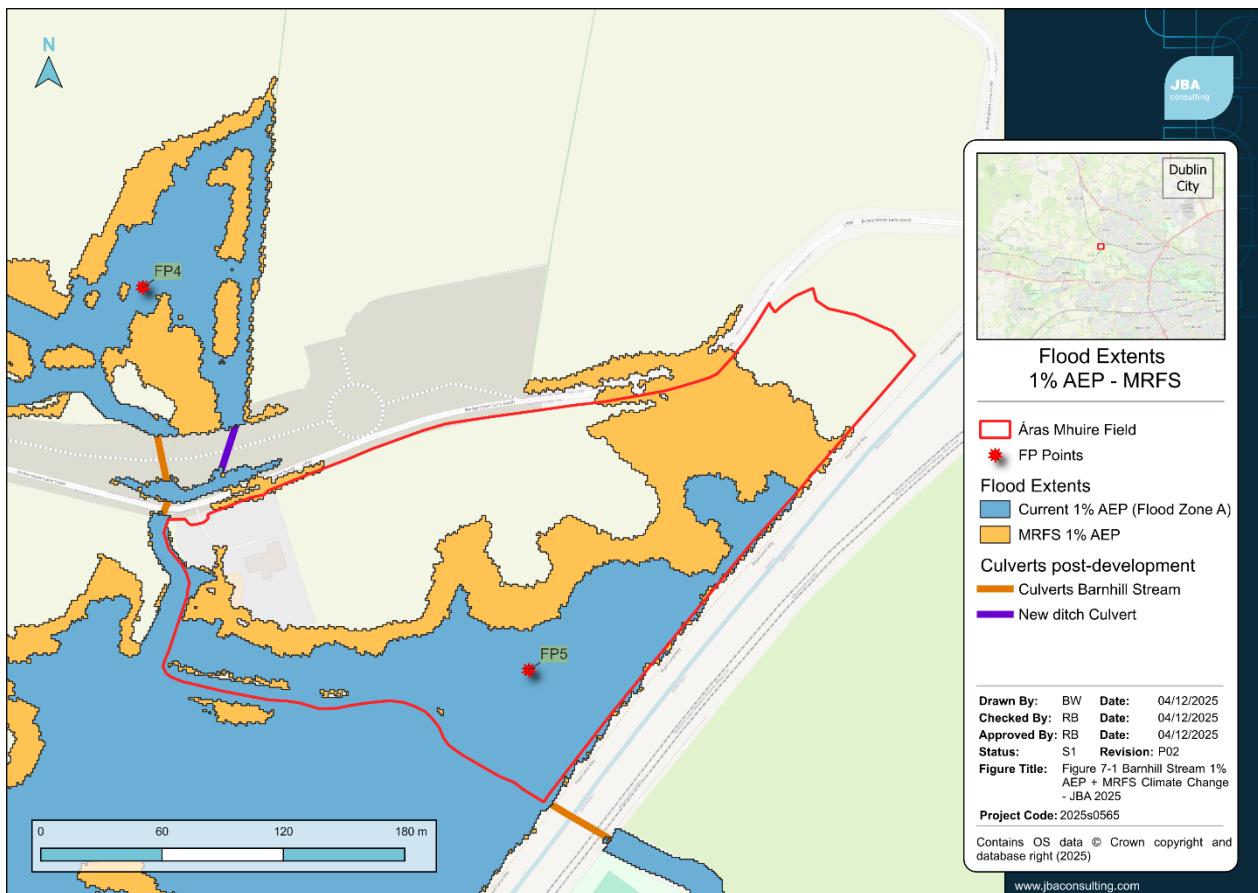 N
FP4
FP5
0 60 120 180 m
JBA
consulting
Dublin
City
Flood Extents
1% AEP - MRFS
Áras Mhuire Field
FP Points
Flood Extents
Current 1% AEP (Flood Zone A)
MRFS 1% AEP
Culverts post-development
Culverts Barnhill Stream
New ditch Culvert
Drawn By: BW Date: 04/12/2025
Checked By: RB Date: 04/12/2025
Approved By: RB Date: 04/12/2025
Status: S1 Revision: P02
Figure Title: Figure 7-1 Barnhill Stream 1%
AEP + MRFS Climate Change
- JBA 2025
Project Code: 2025s0565
Contains OS data © Crown copyright and
database right (2025)
www.jbaconsulting.com